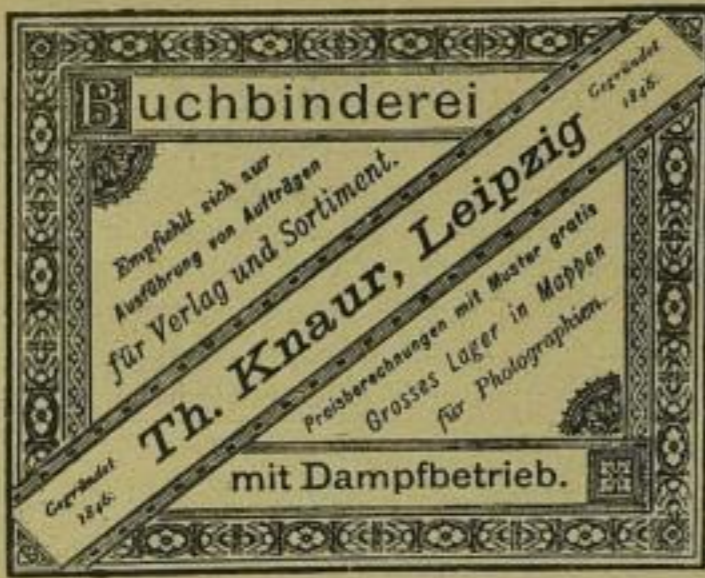 Buchbinderei
Empfiehlt sich zur
Ausführung von Aufträgen
für Verlag und Sortiment.
Gegründet
1846.
Th. Knaur, Leipzig
Gegründet
1846.
Preisberechnungen mit Muster gratis
Grosses Lager in Mappen
für Photographien.
mit Dampfbetrieb.